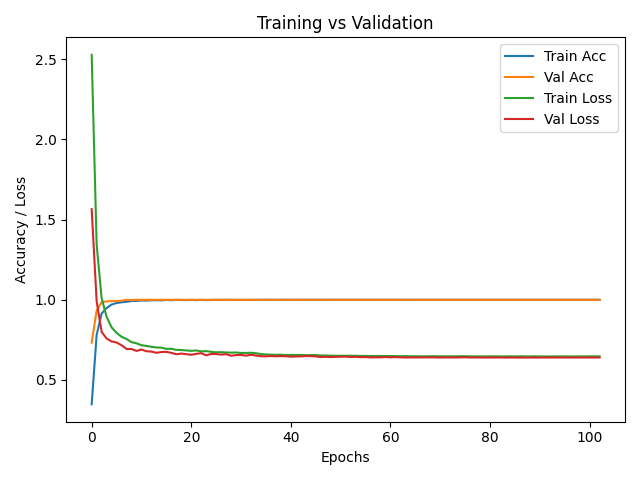 Training vs Validation
2.5
2.0
1.5
1.0
0.5
Accuracy / Loss
Train Acc
Val Acc
Train Loss
Val Loss
0 20 40 60 80 100
Epochs